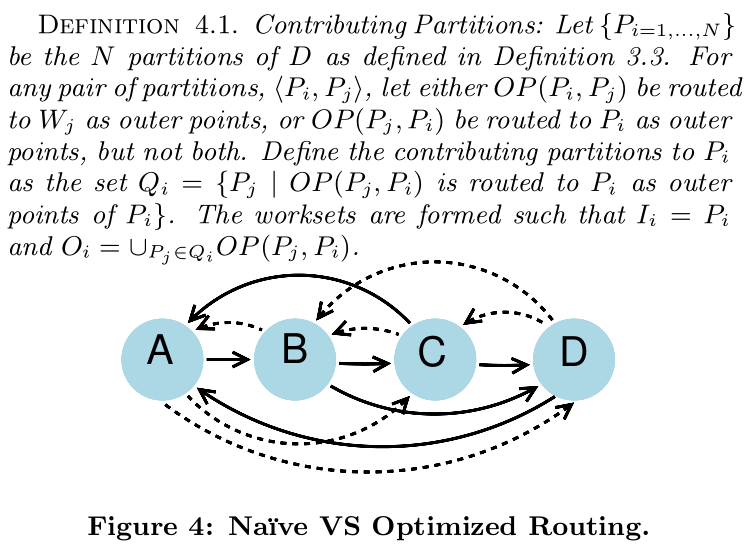 DEFINITION 4.1. Contributing Partitions: Let {P_{i=1,...,N}}
be the N partitions of D as defined in Definition 3.3. For
any pair of partitions, ⟨P_i, P_j⟩, let either OP(P_i, P_j) be routed
to W_j as outer points, or OP(P_j, P_i) be routed to P_i as outer
points, but not both. Define the contributing partitions to P_i
as the set Q_i = {P_j | OP(P_j, P_i) is routed to P_i as outer
points of P_i}. The worksets are formed such that I_i = P_i
and O_i = ∪_{P_j∈Q_i} OP(P_j, P_i).
A B C D
Figure 4: Naïve VS Optimized Routing.